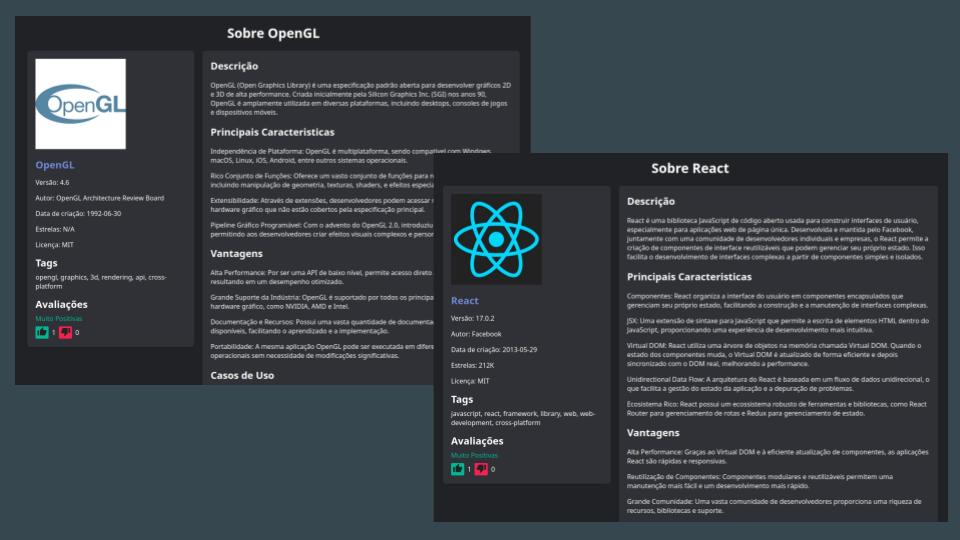 Sobre OpenGL
OpenGL
OpenGL
Versão: 4.6
Autor: OpenGL Architecture Review Board
Data de criação: 1992-06-30
Estrelas: N/A
Licença: MIT
Tags
opengl, graphics, 3d, rendering, api, cross-
platform
Avaliações
Muito Positivas
1 0
Descrição
OpenGL (Open Graphics Library) é uma especificação padrão aberta para desenvolver gráficos 2D
e 3D de alta performance. Criada inicialmente pela Silicon Graphics Inc. (SGI) nos anos 90,
OpenGL é amplamente utilizada em diversas plataformas, incluindo desktops, consoles de jogos
e dispositivos móveis.
Principais Caracteristicas
Independência de Plataforma: OpenGL é multiplataforma, sendo compatível com Windows,
macOS, Linux, iOS, Android, entre outros sistemas operacionais.
Rico Conjunto de Funções: Oferece um vasto conjunto de funções para
incluindo manipulação de geometria, texturas, shaders, e efeitos
Extensibilidade: Através de extensões, desenvolvedores podem acessar
hardware gráfico que não estão cobertos pela especificação principal.
Pipeline Gráfico Programável: Com o advento do OpenGL 2.0,
permitindo aos desenvolvedores criar efeitos visuais complexos e
Vantagens
Alta Performance: Por ser uma API de baixo nível, permite acesso direto
resultando em um desempenho otimizado.
Grande Suporte da Indústria: OpenGL é suportado por todos os
hardware gráfico, como NVIDIA, AMD e Intel.
Documentação e Recursos: Possui uma vasta quantidade de
disponíveis, facilitando o aprendizado e a implementação.
Portabilidade: A mesma aplicação OpenGL pode ser executada em
operacionais sem necessidade de modificações significativas.
Casos de Uso
Sobre React
React
Versão: 17.0.2
Autor: Facebook
Data de criação: 2013-05-29
Estrelas: 212K
Licença: MIT
Tags
javascript, react, framework, library, web, web-
development, cross-platform
Avaliações
Muito Positivas
1 0
Descrição
React é uma biblioteca JavaScript de código aberto usada para construir interfaces de usuário,
especialmente para aplicações web de página única. Desenvolvida e mantida pelo Facebook,
juntamente com uma comunidade de desenvolvedores individuais e empresas, o React permite a
criação de componentes de interface reutilizáveis que podem gerenciar seu próprio estado. Isso
facilita o desenvolvimento de interfaces complexas a partir de componentes simples e isolados.
Principais Caracteristicas
Componentes: React organiza a interface do usuário em componentes encapsulados que
gerenciam seu próprio estado, facilitando a construção e a manutenção de interfaces complexas.
JSX: Uma extensão de sintaxe para JavaScript que permite a escrita de elementos HTML dentro do
JavaScript, proporcionando uma experiência de desenvolvimento mais intuitiva.
Virtual DOM: React utiliza uma árvore de objetos na memória chamada Virtual DOM. Quando o
estado dos componentes muda, o Virtual DOM é atualizado de forma eficiente e depois
sincronizado com o DOM real, melhorando a performance.
Unidirectional Data Flow: A arquitetura do React é baseada em um fluxo de dados unidirecional, o
que facilita a gestão do estado da aplicação e a depuração de problemas.
Ecosistema Rico: React possui um ecossistema robusto de ferramentas e bibliotecas, como React
Router para gerenciamento de rotas e Redux para gerenciamento de estado.
Vantagens
Alta Performance: Graças ao Virtual DOM e à eficiente atualização de componentes, as aplicações
React são rápidas e responsivas.
Reutilização de Componentes: Componentes modulares e reutilizáveis permitem uma
manutenção mais fácil e um desenvolvimento mais rápido.
Grande Comunidade: Uma vasta comunidade de desenvolvedores proporciona uma riqueza de
recursos, bibliotecas e suporte.